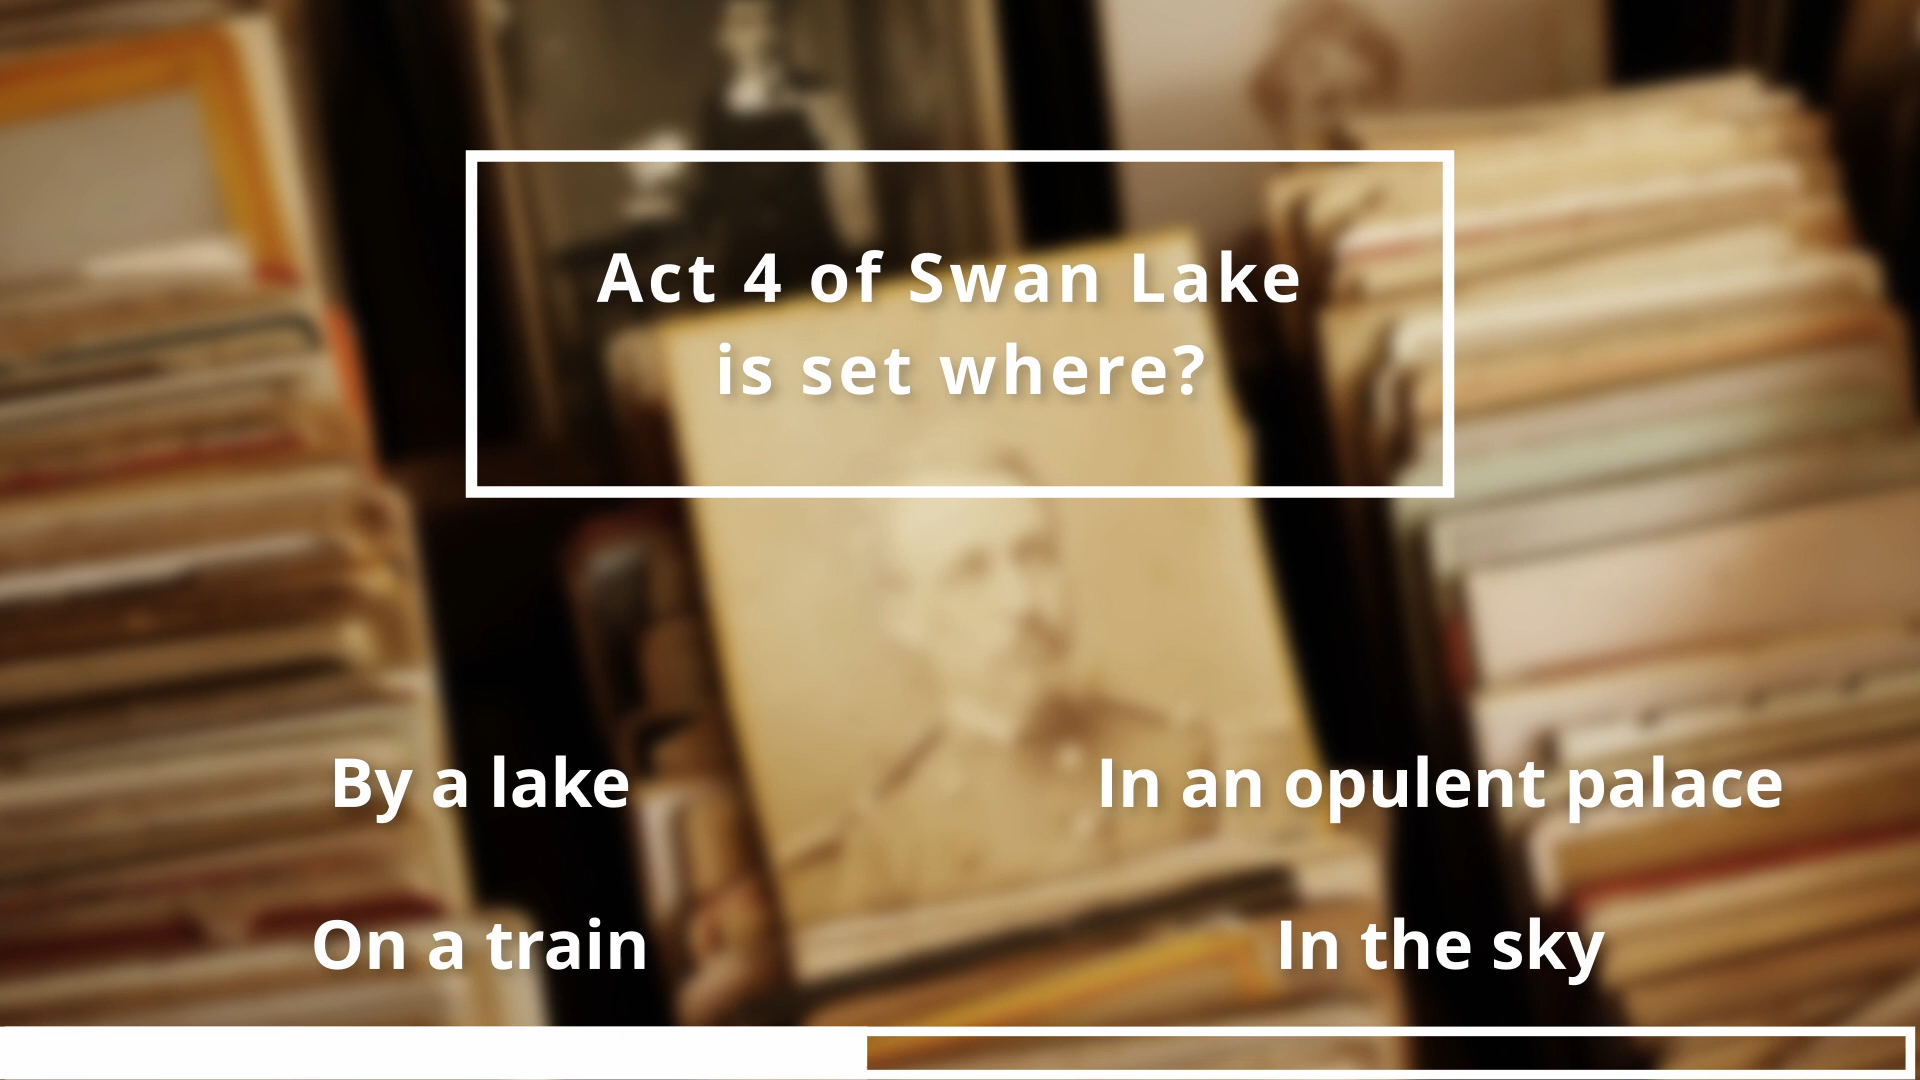 Act 4 of Swan Lake
is set where?
By a lake
In an opulent palace
On a train
In the sky